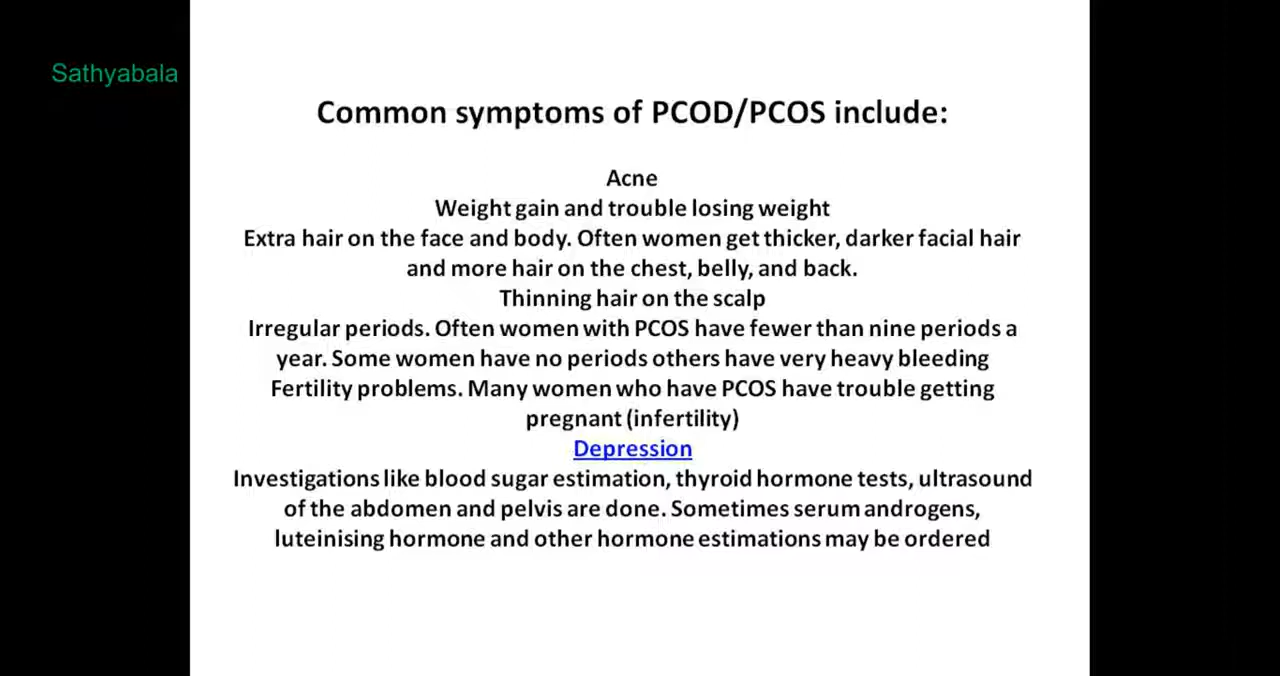 Sathyabala
Common symptoms of PCOD/PCOS include:
Acne
Weight gain and trouble losing weight
Extra hair on the face and body. Often women get thicker, darker facial hair
and more hair on the chest, belly, and back.
Thinning hair on the scalp
Irregular periods. Often women with PCOS have fewer than nine periods a
year. Some women have no periods others have very heavy bleeding
Fertility problems. Many women who have PCOS have trouble getting
pregnant (infertility)
Depression
Investigations like blood sugar estimation, thyroid hormone tests, ultrasound
of the abdomen and pelvis are done. Sometimes serum androgens,
luteinising hormone and other hormone estimations may be ordered